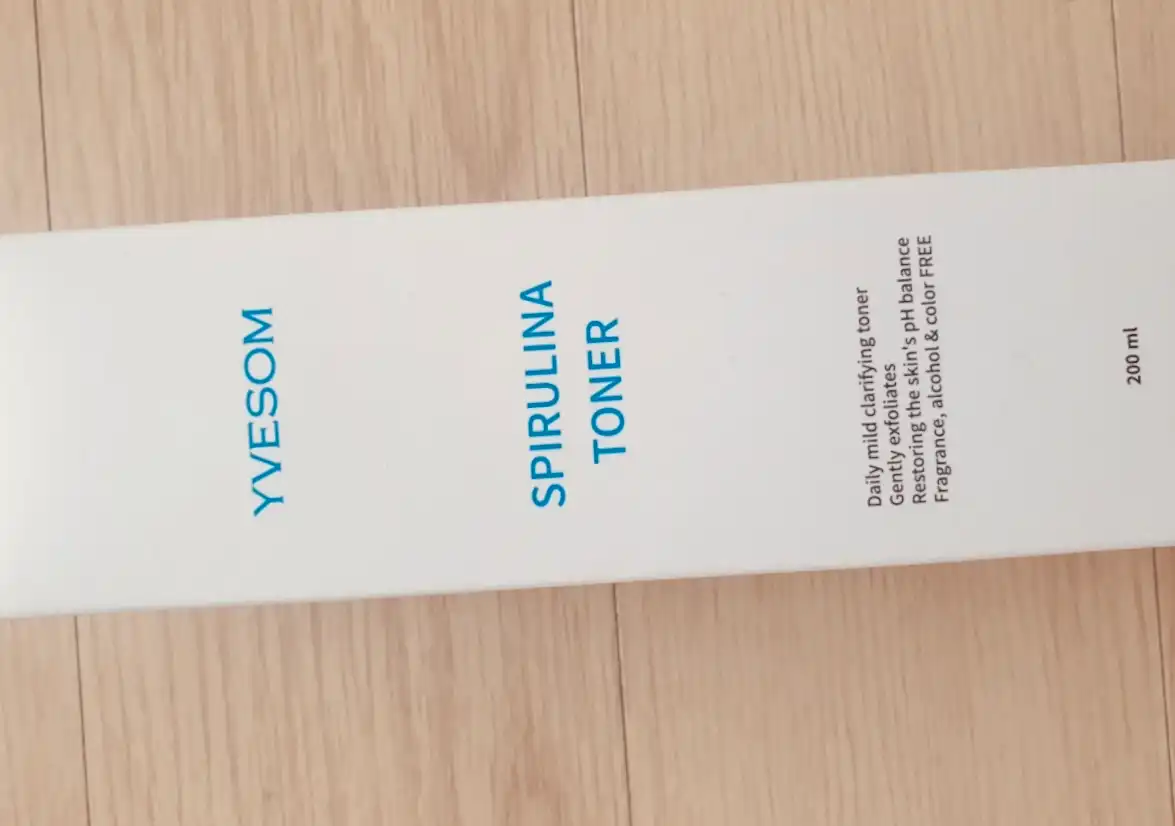 YVESOM
SPIRULINA
TONER
Daily mild clarifying toner
Gently exfoliates
Restoring the skin's pH balance
Fragrance, alcohol & color FREE
200 ml